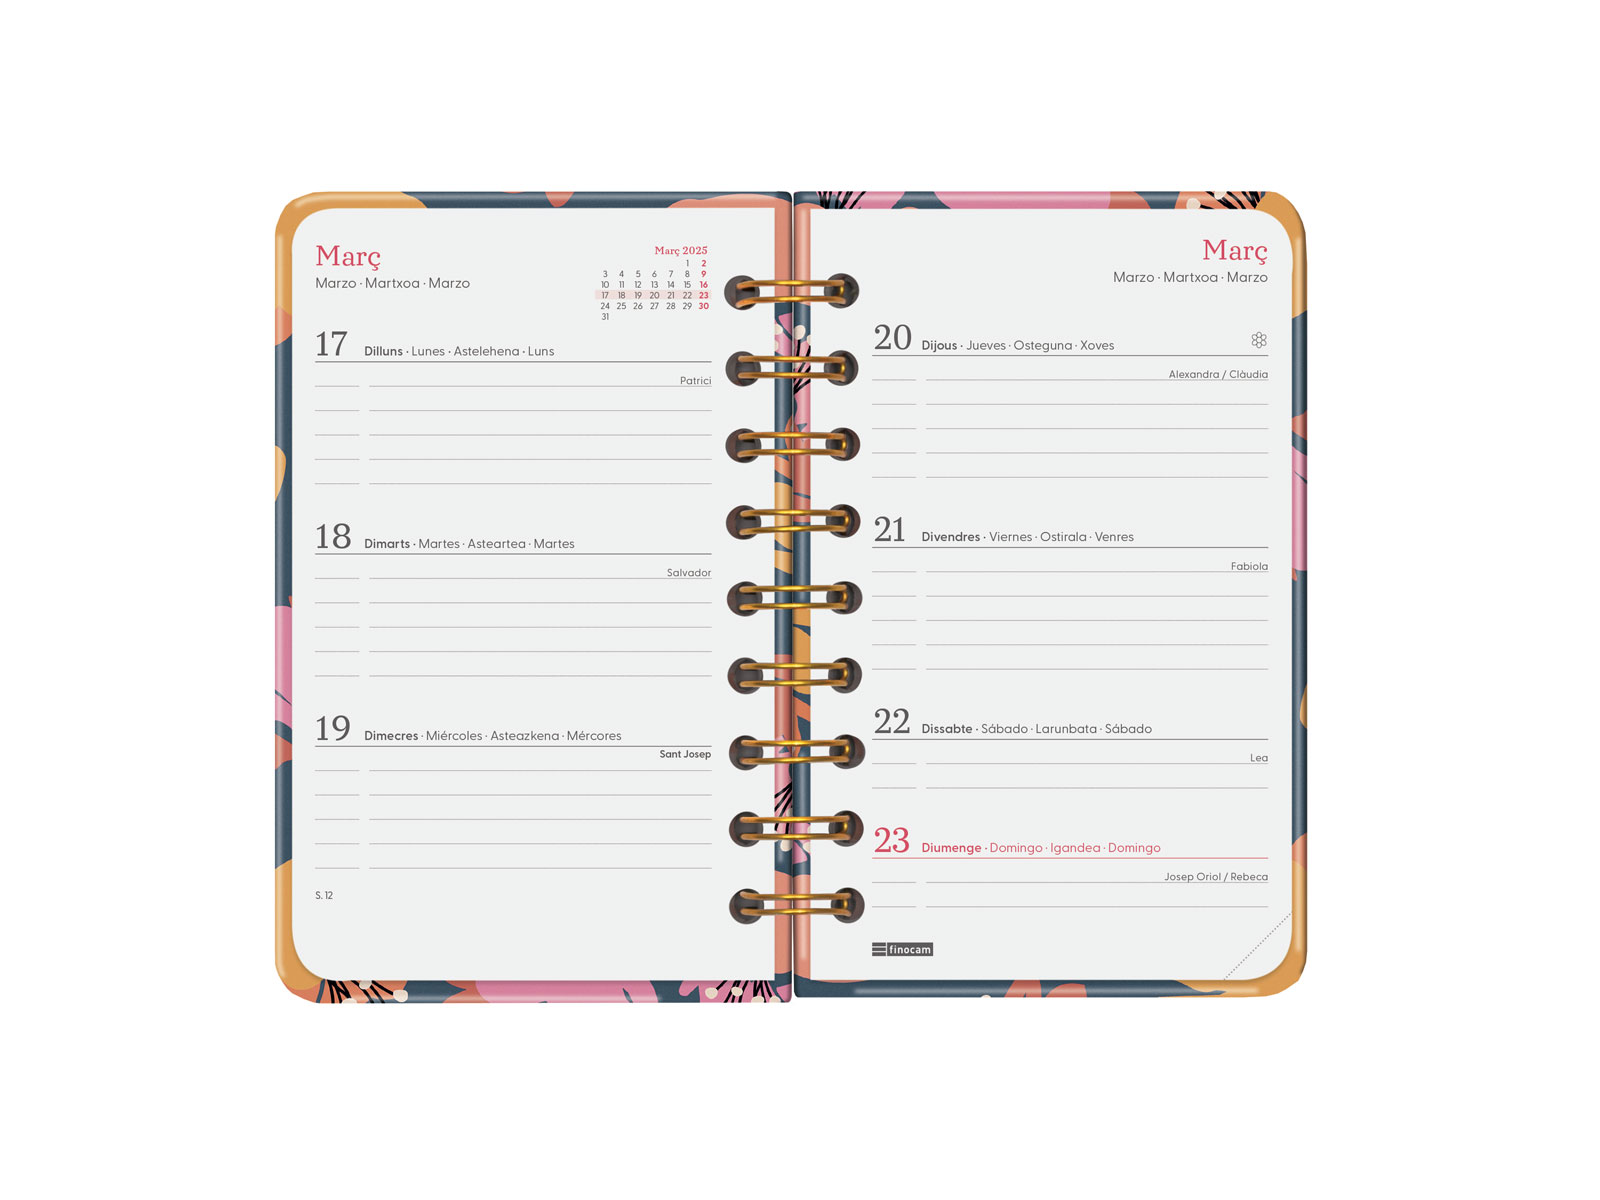 Març
Marzo · Martxoa · Marzo
Març 2025
1 2
3 4 5 6 7 8 9
10 11 12 13 14 15 16
17 18 19 20 21 22 23
24 25 26 27 28 29 30
31
17 Dilluns · Lunes · Astelehena · Luns
Patrici
18 Dimarts · Martes · Asteartea · Martes
Salvador
19 Dimecres · Miércoles · Asteazkena · Mércores
Sant Josep
S. 12
Març
Marzo · Martxoa · Marzo
20 Dijous · Jueves · Osteguna · Xoves
Alexandra / Clàudia
21 Divendres · Viernes · Ostirala · Venres
Fabiola
22 Dissabte · Sábado · Larunbata · Sábado
Lea
23 Diumenge · Domingo · Igandea · Domingo
Josep Oriol / Rebeca
finocam